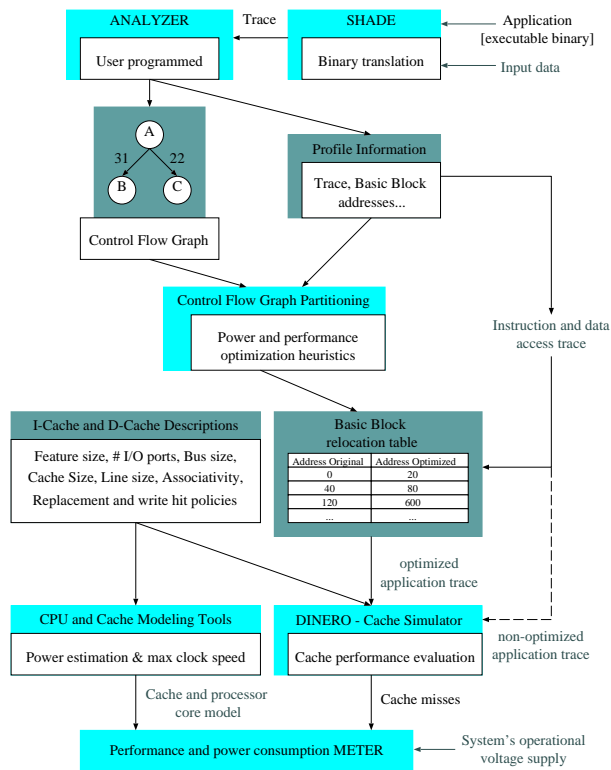 ANALYZER
Trace
SHADE
Application
[executable binary]
User programmed
Binary translation
Input data
A
31
22
B
C
Control Flow Graph
Profile Information
Trace, Basic Block
addresses...
Control Flow Graph Partitioning
Power and performance
optimization heuristics
Instruction and data
access trace
I-Cache and D-Cache Descriptions
Feature size, # I/O ports, Bus size,
Cache Size, Line size, Associativity,
Replacement and write hit policies
Basic Block
relocation table
Address Original Address Optimized
0 20
40 80
120 600
... ...
optimized
application trace
CPU and Cache Modeling Tools
Power estimation & max clock speed
DINERO - Cache Simulator
Cache performance evaluation
non-optimized
application trace
Cache and processor
core model
Cache misses
Performance and power consumption METER
System's operational
voltage supply